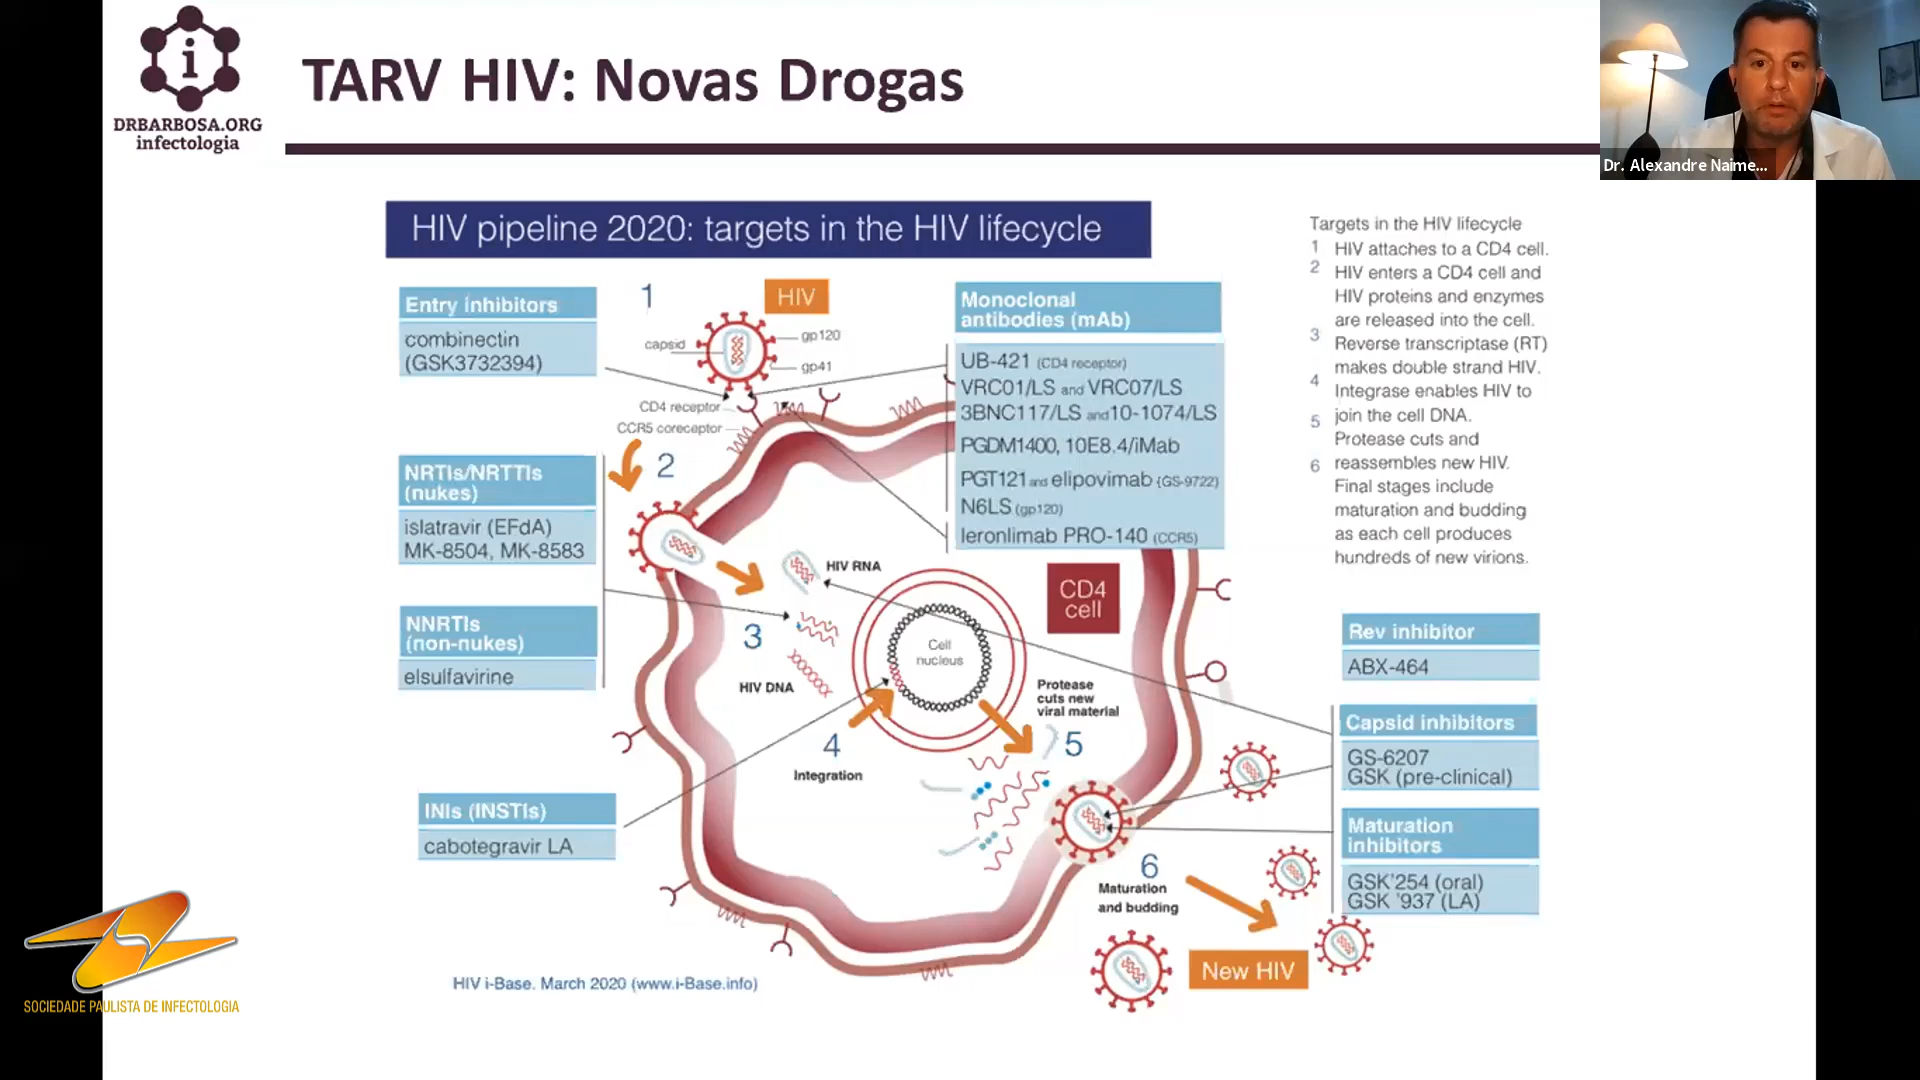 DRBARBOSA.ORG
infectologia
TARV HIV: Novas Drogas
Dr. Alexandre Naime...
HIV pipeline 2020: targets in the HIV lifecycle
Entry inhibitors
combinectin
(GSK3732394)
1
HIV
capsid
gp120
gp41
CD4 receptor
CCR5 coreceptor
Monoclonal
antibodies (mAb)
UB-421 (CD4 receptor)
VRC01/LS and VRC07/LS
3BNC117/LS and 10-1074/LS
PGDM1400, 10E8.4/iMab
PGT121 and elipovimab (GS-9722)
N6LS (gp120)
leronlimab PRO-140 (CCR5)
Targets in the HIV lifecycle
1 HIV attaches to a CD4 cell.
2 HIV enters a CD4 cell and
HIV proteins and enzymes
are released into the cell.
3 Reverse transcriptase (RT)
makes double strand HIV.
4 Integrase enables HIV to
join the cell DNA.
5 Protease cuts and
reassembles new HIV.
6 Final stages include
maturation and budding
as each cell produces
hundreds of new virions.
2
NRTIs/NRTTIs
(nukes)
islatravir (EFdA)
MK-8504, MK-8583
NNRTIs
(non-nukes)
elsulfavirine
HIV RNA
3
HIV DNA
Cell
nucleus
CD4
cell
4
Integration
Protease
cuts new
viral material
5
INIs (INSTIs)
cabotegravir LA
Rev inhibitor
ABX-464
Capsid inhibitors
GS-6207
GSK (pre-clinical)
Maturation
inhibitors
GSK'254 (oral)
GSK '937 (LA)
6
Maturation
and budding
New HIV
HIV i-Base. March 2020 (www.i-Base.info)
SOCIEDADE PAULISTA DE INFECTOLOGIA